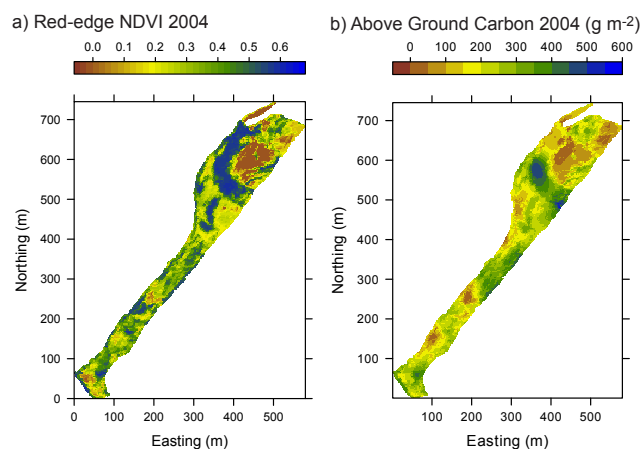 a) Red-edge NDVI 2004
b) Above Ground Carbon 2004 (g m-2)
0.0 0.1 0.2 0.3 0.4 0.5 0.6
0 100 200 300 400 500 600
700
600
500
400
300
200
100
0
Northing (m)
0 100 200 300 400 500
Easting (m)
700
600
500
400
300
200
100
0
Northing (m)
100 200 300 400 500
Easting (m)